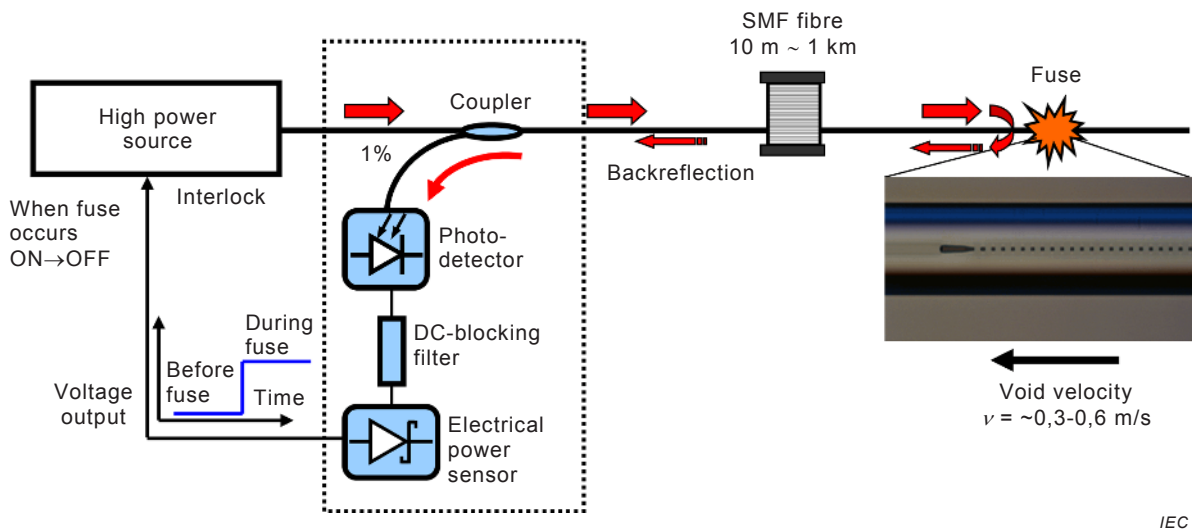 SMF fibre
10 m ~ 1 km
Fuse
Coupler
High power
source
1%
Backreflection
Interlock
When fuse
occurs
ON→OFF
Photo-
detector
During
fuse
DC-blocking
filter
Before
fuse
Time
Voltage
output
Void velocity
ν = ~0,3-0,6 m/s
Electrical
power
sensor
IEC